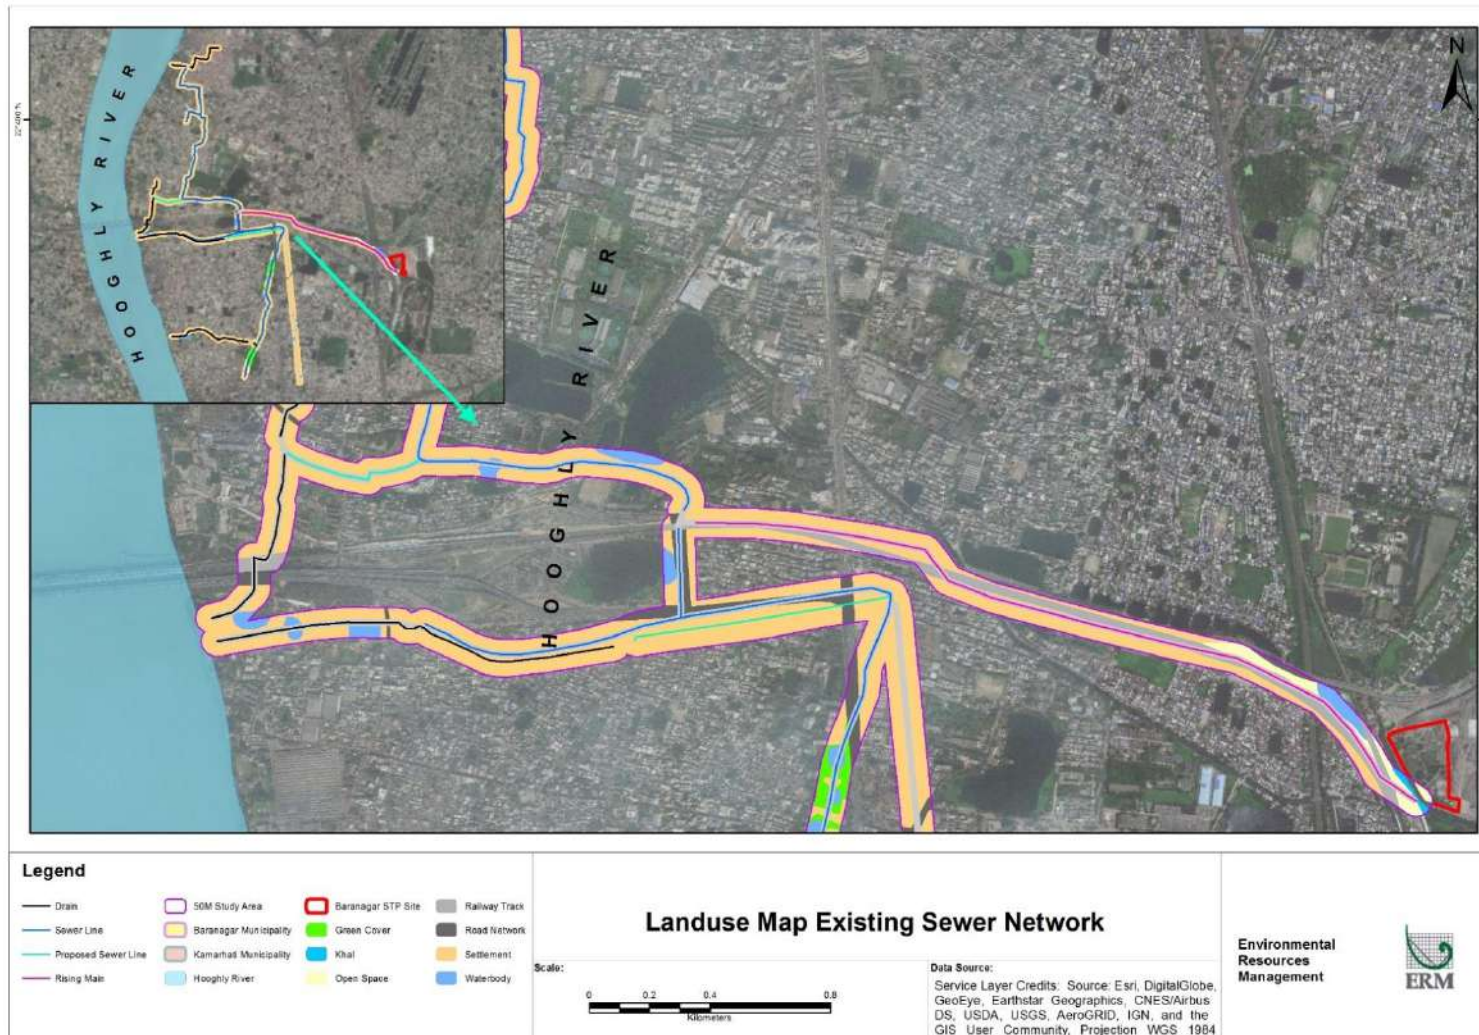 N
HOOGHLY RIVER
HOOGHLY RIVER
Legend
Drain
Sewer Line
Proposed Sewer Line
Rising Main
50M Study Area
Baranagar Municipality
Kamarhati Municipality
Hooghly River
Baranagar STP Site
Green Cover
Khal
Open Space
Railway Track
Road Network
Settlement
Waterbody
Landuse Map Existing Sewer Network
Scale:
0 0.2 0.4 0.8
Kilometers
Data Source:
Service Layer Credits: Source: Esri, DigitalGlobe,
GeoEye, Earthstar Geographics, CNES/Airbus
DS, USDA, USGS, AeroGRID, IGN, and the
GIS User Community, Projection WGS 1984
Environmental
Resources
Management
ERM